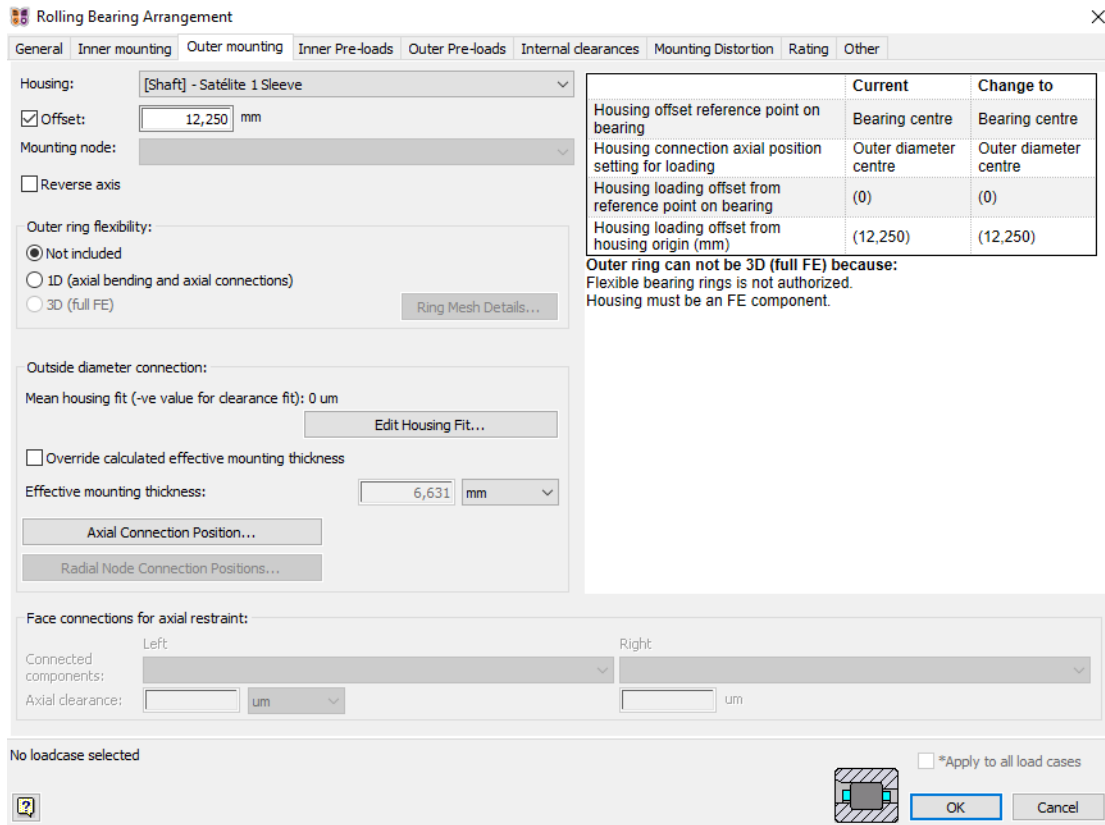 Rolling Bearing Arrangement
General Inner mounting Outer mounting Inner Pre-loads Outer Pre-loads Internal clearances Mounting Distortion Rating Other
Housing: [Shaft] - Satélite 1 Sleeve
Offset: 12,250 mm
Mounting node:
Reverse axis
Outer ring flexibility:
Not included
1D (axial bending and axial connections)
3D (full FE)
Ring Mesh Details...
Outside diameter connection:
Mean housing fit (-ve value for clearance fit): 0 um
Edit Housing Fit...
Override calculated effective mounting thickness
Effective mounting thickness: 6,631 mm
Axial Connection Position...
Radial Node Connection Positions...
Current Change to
Housing offset reference point on
bearing
Bearing centre Bearing centre
Housing connection axial position
setting for loading
Outer diameter
centre
Outer diameter
centre
Housing loading offset from
reference point on bearing
(0) (0)
Housing loading offset from
housing origin (mm)
(12,250) (12,250)
Outer ring can not be 3D (full FE) because:
Flexible bearing rings is not authorized.
Housing must be an FE component.
Face connections for axial restraint:
Left Right
Connected
components:
Axial clearance: um um
No loadcase selected
*Apply to all load cases
?
OK Cancel